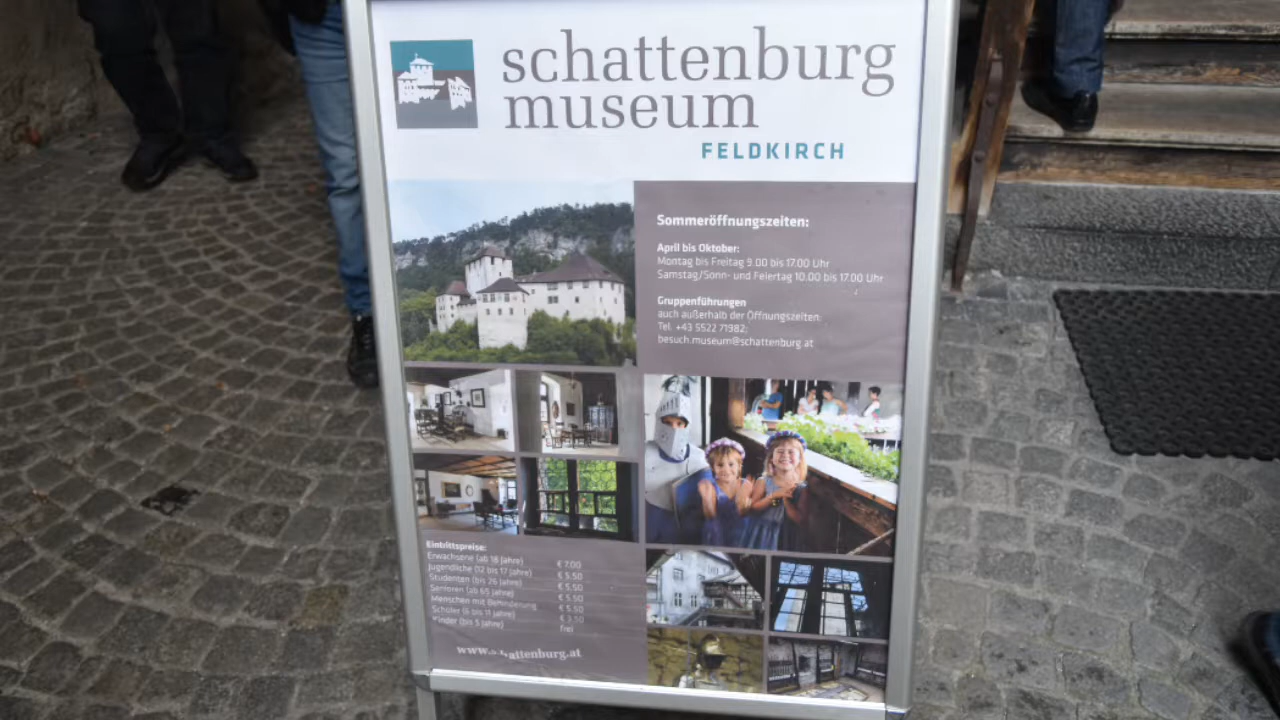 schattenburg
museum
FELDKIRCH
Sommeröffnungszeiten:
April bis Oktober:
Montag bis Freitag 9.00 bis 17.00 Uhr
Samstag/Sonn- und Feiertag 10.00 bis 17.00 Uhr
Gruppenführungen
auch außerhalb der Öffnungszeiten:
Tel. +43 5522 71982;
besuch.museum@schattenburg.at
Eintrittspreise:
Erwachsene (ab 18 Jahre) € 7.00
Jugendliche (12 bis 17 Jahre) € 5.50
Studenten (bis 26 Jahre) € 5.50
Senioren (ab 65 Jahre) € 5.50
Menschen mit Behinderung € 5.50
Schüler (6 bis 11 Jahre) € 3.50
Kinder (bis 5 Jahre) frei
www.schattenburg.at